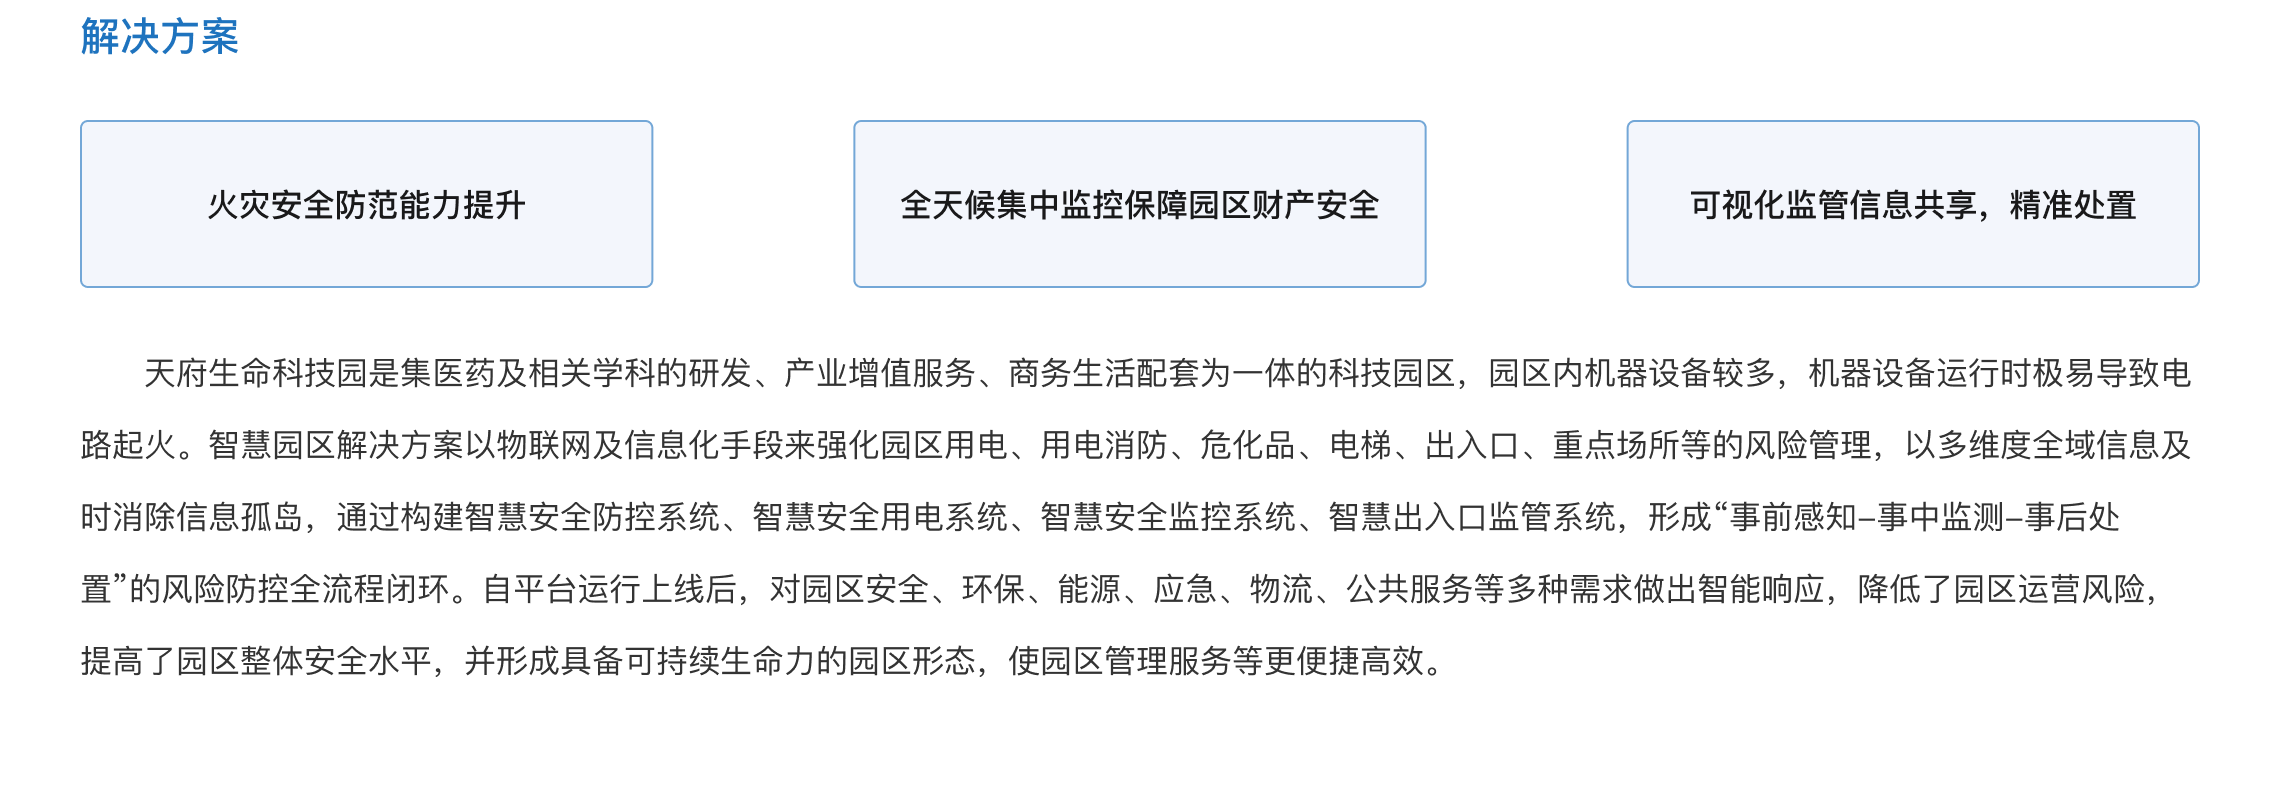 解决方案
火灾安全防范能力提升
全天候集中监控保障园区财产安全
可视化监管信息共享，精准处置
天府生命科技园是集医药及相关学科的研发、产业增值服务、商务生活配套为一体的科技园区，园区内机器设备较多，机器设备运行时极易导致电
路起火。智慧园区解决方案以物联网及信息化手段来强化园区用电、用电消防、危化品、电梯、出入口、重点场所等的风险管理，以多维度全域信息及
时消除信息孤岛，通过构建智慧安全防控系统、智慧安全用电系统、智慧安全监控系统、智慧出入口监管系统，形成“事前感知–事中监测–事后处
置”的风险防控全流程闭环。自平台运行上线后，对园区安全、环保、能源、应急、物流、公共服务等多种需求做出智能响应，降低了园区运营风险，
提高了园区整体安全水平，并形成具备可持续生命力的园区形态，使园区管理服务等更便捷高效。